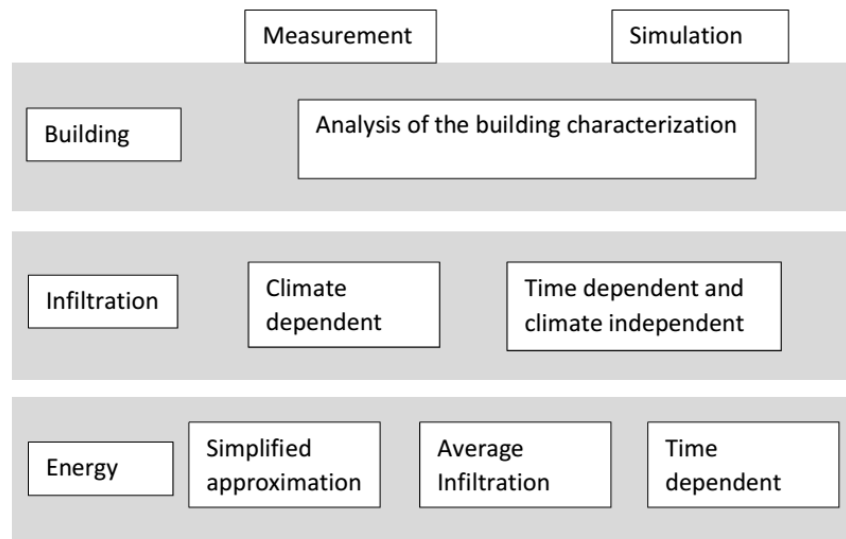 Measurement
Simulation
Building
Analysis of the building characterization
Infiltration
Climate
dependent
Time dependent and
climate independent
Energy
Simplified
approximation
Average
Infiltration
Time
dependent